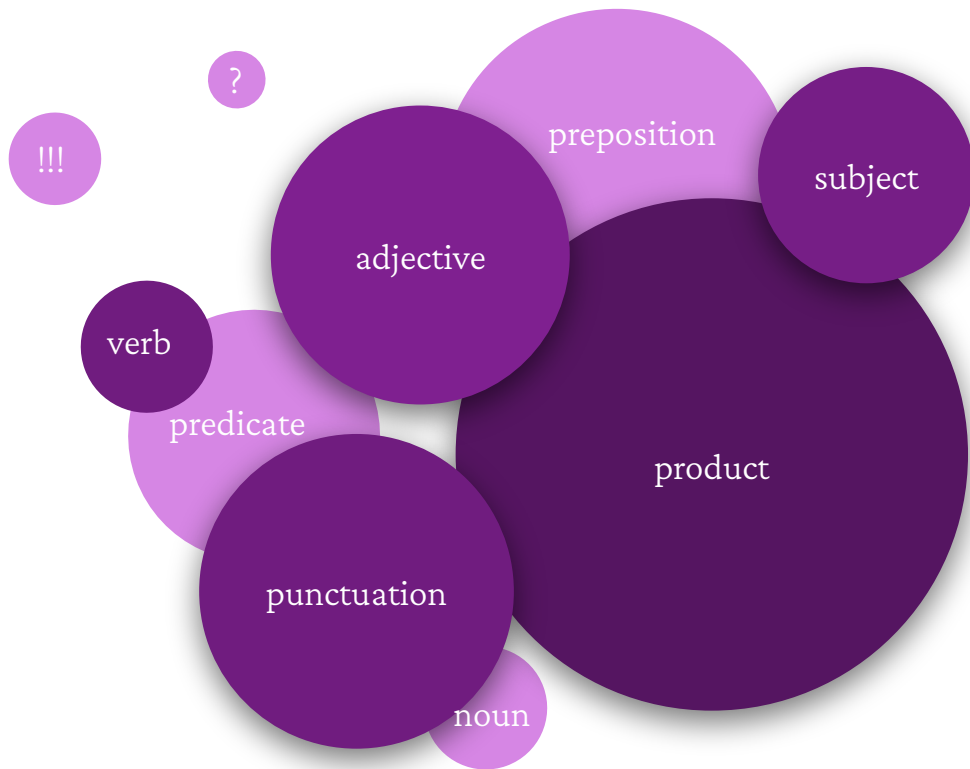 ?
preposition
!!!
subject
adjective
verb
predicate
product
punctuation
noun